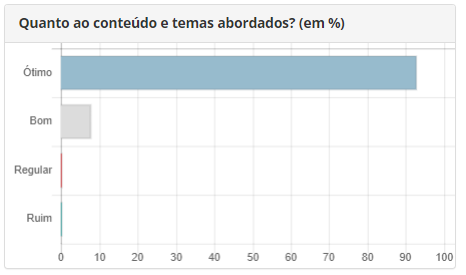 Quanto ao conteúdo e temas abordados? (em %)
Ótimo
Bom
Regular
Ruim
0 10 20 30 40 50 60 70 80 90 100